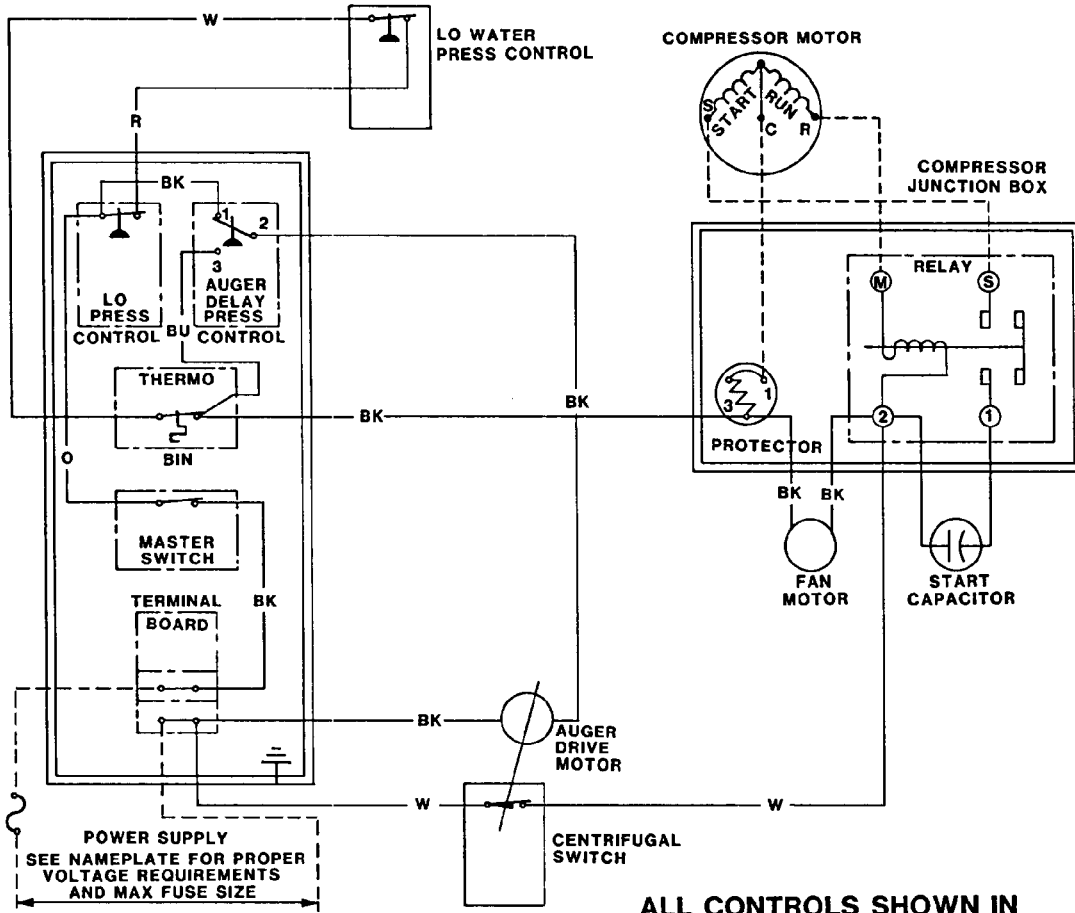 W
LO WATER
PRESS CONTROL
COMPRESSOR MOTOR
S
START
RUN
C
R
R
COMPRESSOR
JUNCTION BOX
BK
1
2
3
LO
PRESS
CONTROL
AUGER
DELAY
PRESS
CONTROL
BU
RELAY
M
S
THERMO
BIN
BK
BK
3
1
PROTECTOR
2
1
O
MASTER
SWITCH
BK
BK
BK
FAN
MOTOR
START
CAPACITOR
TERMINAL
BOARD
BK
AUGER
DRIVE
MOTOR
W
W
CENTRIFUGAL
SWITCH
POWER SUPPLY
SEE NAMEPLATE FOR PROPER
VOLTAGE REQUIREMENTS
AND MAX FUSE SIZE
ALL CONTROLS SHOWN IN